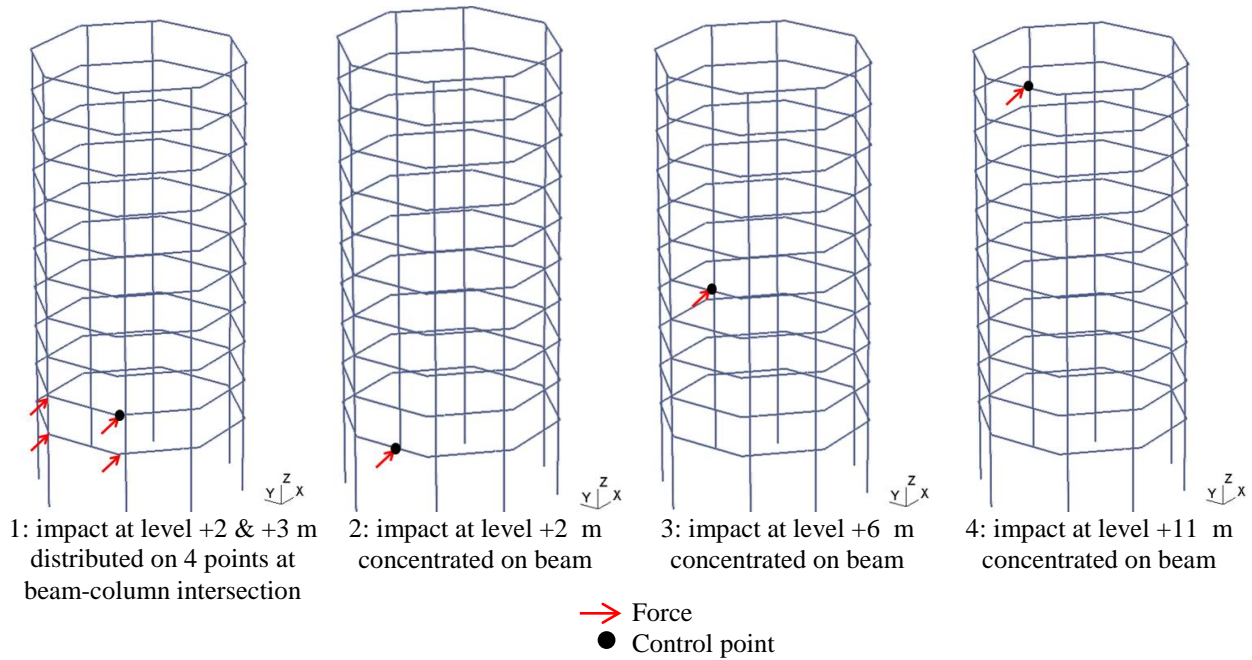 Z
Y X
Z
Y X
Z
Y X
Z
Y X
1: impact at level +2 & +3 m
distributed on 4 points at
beam-column intersection
2: impact at level +2 m
concentrated on beam
3: impact at level +6 m
concentrated on beam
4: impact at level +11 m
concentrated on beam
Force
Control point